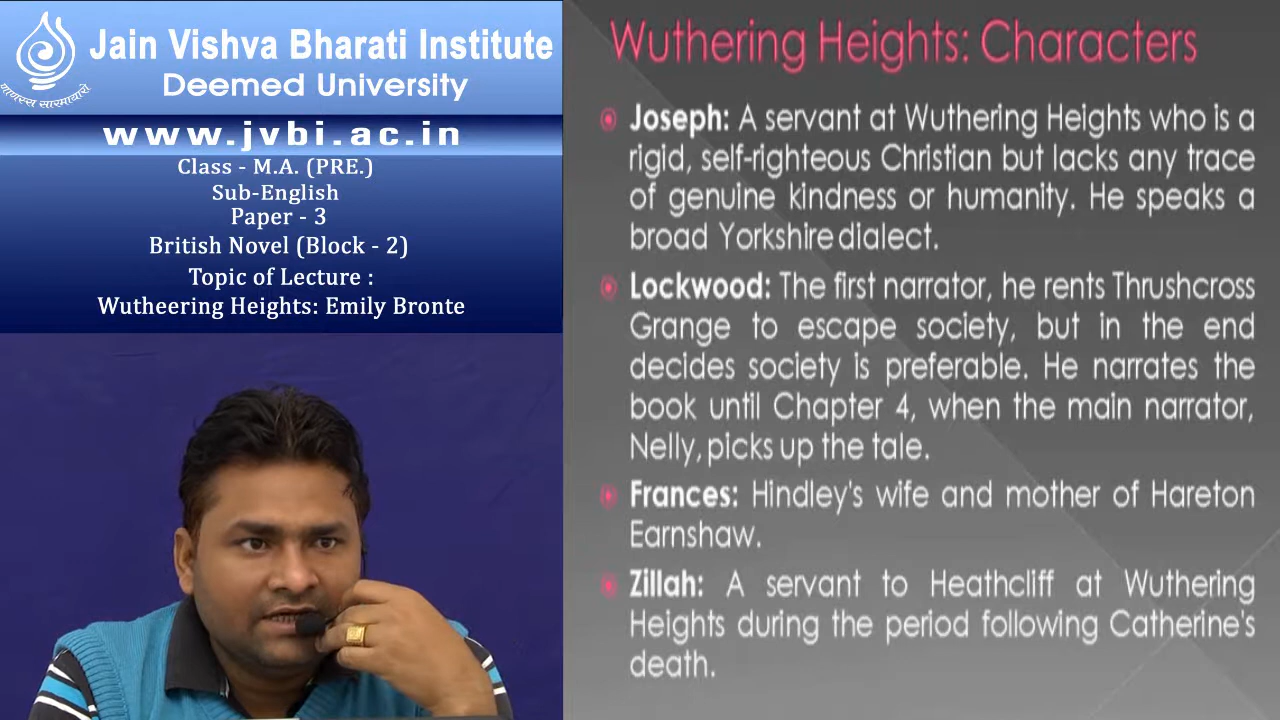 Jain Vishva Bharati Institute
Deemed University
www.jvbi.ac.in
Class - M.A. (PRE.)
Sub-English
Paper - 3
British Novel (Block - 2)
Topic of Lecture :
Wutheering Heights: Emily Bronte
Wuthering Heights: Characters
Joseph: A servant at Wuthering Heights who is a
rigid, self-righteous Christian but lacks any trace
of genuine kindness or humanity. He speaks a
broad Yorkshire dialect.
Lockwood: The first narrator, he rents Thrushcross
Grange to escape society, but in the end
decides society is preferable. He narrates the
book until Chapter 4, when the main narrator,
Nelly, picks up the tale.
Frances: Hindley's wife and mother of Hareton
Earnshaw.
Zillah: A servant to Heathcliff at Wuthering
Heights during the period following Catherine's
death.